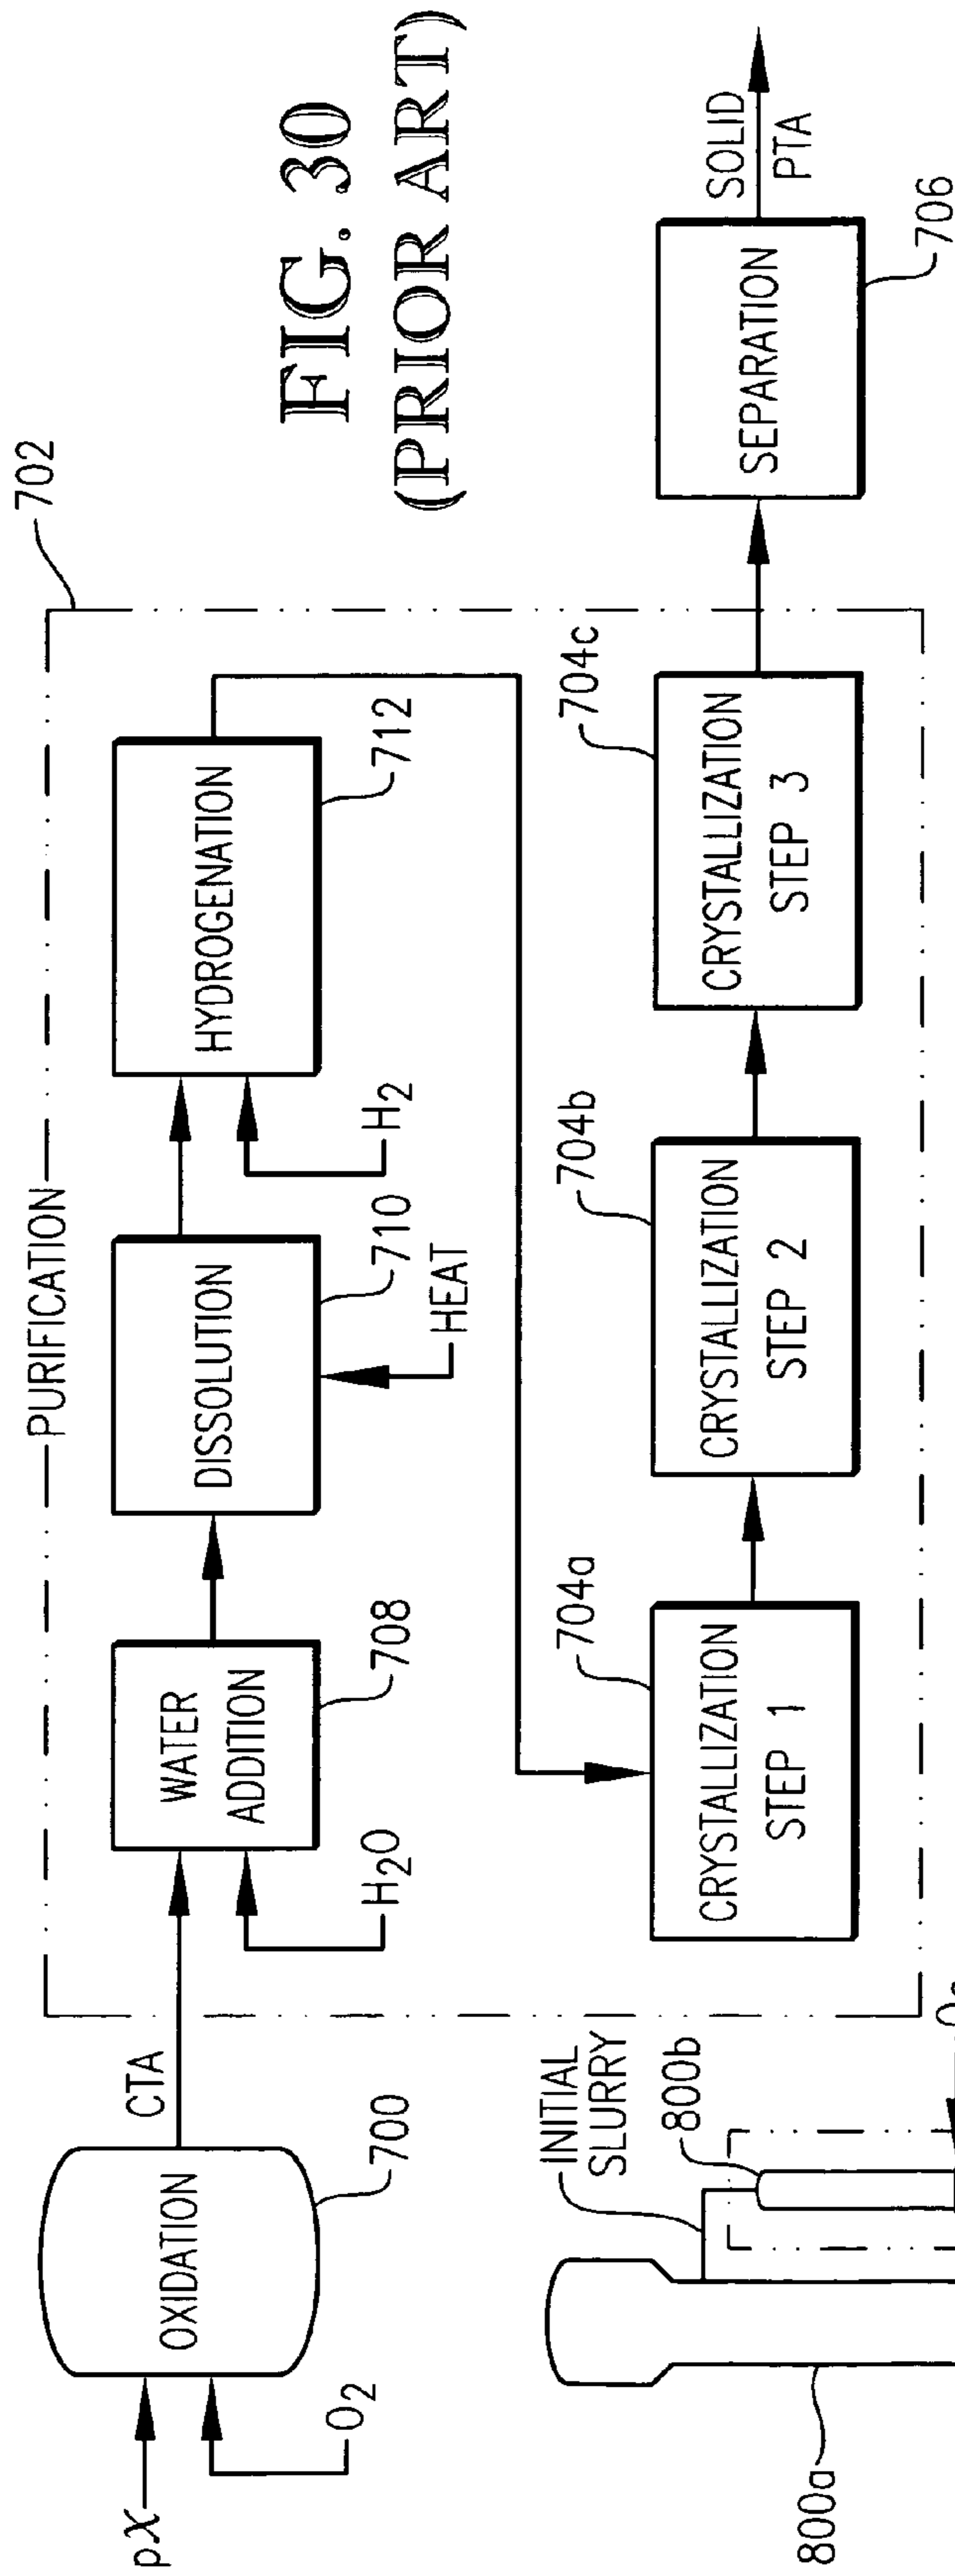 FIG. 30
(PRIOR ART)
702
PURIFICATION
pX
O2
OXIDATION
700
CTA
H2O
WATER
ADDITION
708
DISSOLUTION
710
HEAT
H2
HYDROGENATION
712
CRYSTALLIZATION
STEP 1
704a
CRYSTALLIZATION
STEP 2
704b
CRYSTALLIZATION
STEP 3
704c
SEPARATION
706
SOLID
PTA
INITIAL
SLURRY
800b
800a